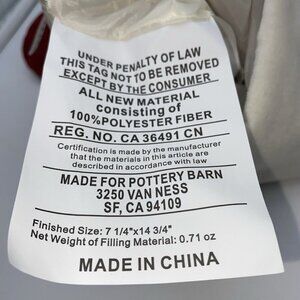 UNDER PENALTY OF LAW
THIS TAG NOT TO BE REMOVED
EXCEPT BY THE CONSUMER
ALL NEW MATERIAL
consisting of
100%POLYESTER FIBER
REG. NO. CA 36491 CN
Certification is made by the manufacturer
that the materials in this article are
described in accordance with law
MADE FOR POTTERY BARN
3250 VAN NESS
SF, CA 94109
Finished Size: 7 1/4"x14 3/4"
Net Weight of Filling Material: 0.71 oz
MADE IN CHINA